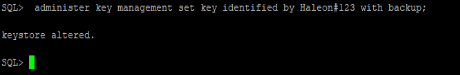 SQL>  administer key management set key identified by Haleon#123 with backup;
keystore altered.
SQL>